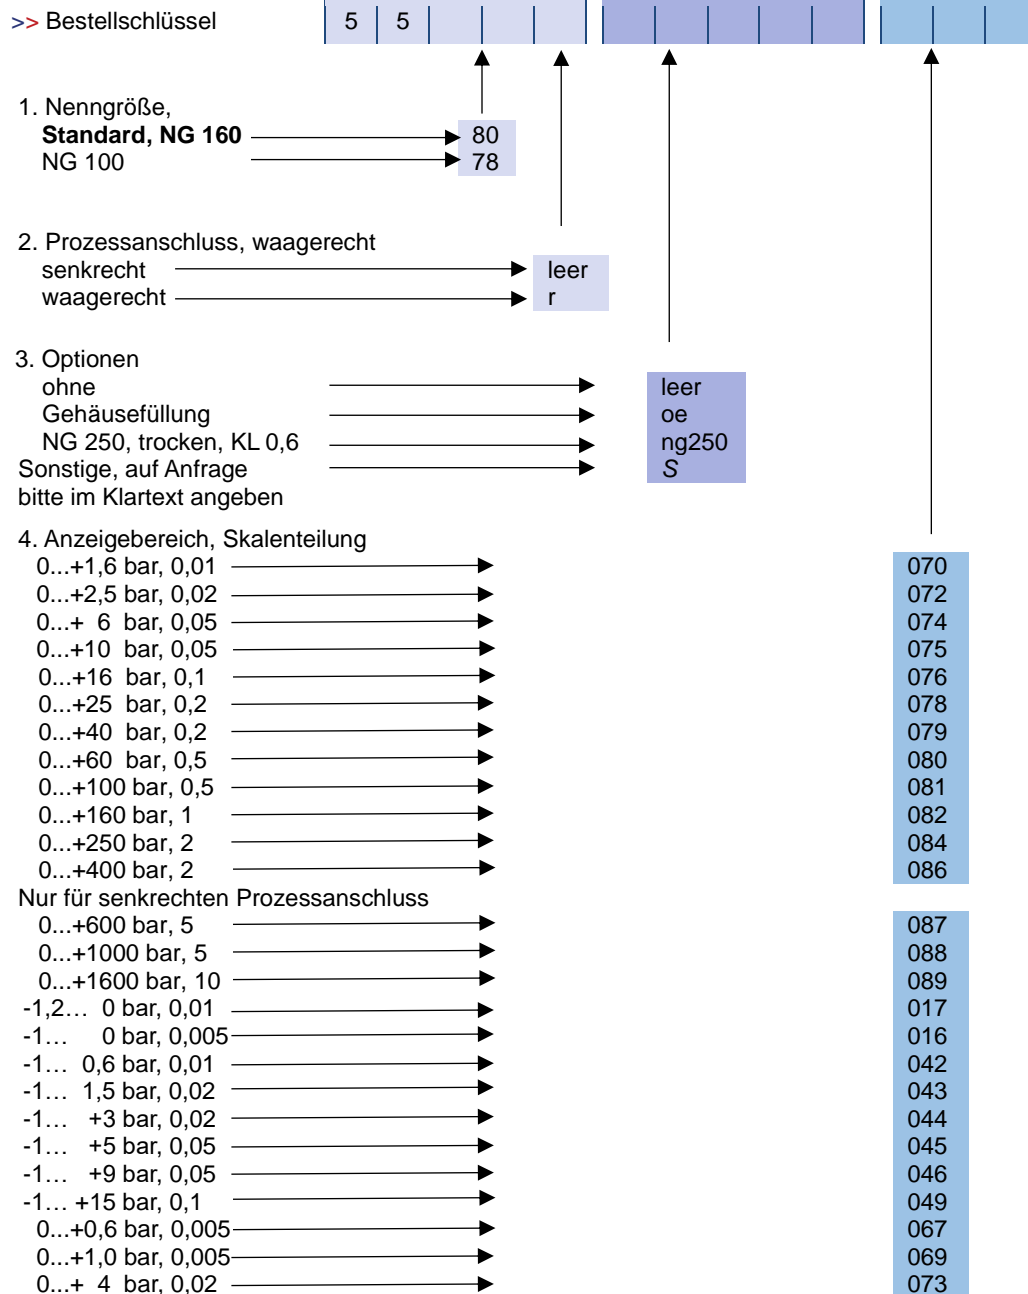 >> Bestellschlüssel 5 5
1. Nenngröße,
Standard, NG 160 80
NG 100 78
2. Prozessanschluss, waagerecht
senkrecht leer
waagerecht r
3. Optionen
ohne leer
Gehäusefüllung oe
NG 250, trocken, KL 0,6 ng250
Sonstige, auf Anfrage S
bitte im Klartext angeben
4. Anzeigebereich, Skalenteilung
0...+1,6 bar, 0,01 070
0...+2,5 bar, 0,02 072
0...+ 6 bar, 0,05 074
0...+10 bar, 0,05 075
0...+16 bar, 0,1 076
0...+25 bar, 0,2 078
0...+40 bar, 0,2 079
0...+60 bar, 0,5 080
0...+100 bar, 0,5 081
0...+160 bar, 1 082
0...+250 bar, 2 084
0...+400 bar, 2 086
Nur für senkrechten Prozessanschluss
0...+600 bar, 5 087
0...+1000 bar, 5 088
0...+1600 bar, 10 089
-1,2… 0 bar, 0,01 017
-1… 0 bar, 0,005 016
-1… 0,6 bar, 0,01 042
-1… 1,5 bar, 0,02 043
-1… +3 bar, 0,02 044
-1… +5 bar, 0,05 045
-1… +9 bar, 0,05 046
-1… +15 bar, 0,1 049
0...+0,6 bar, 0,005 067
0...+1,0 bar, 0,005 069
0...+ 4 bar, 0,02 073